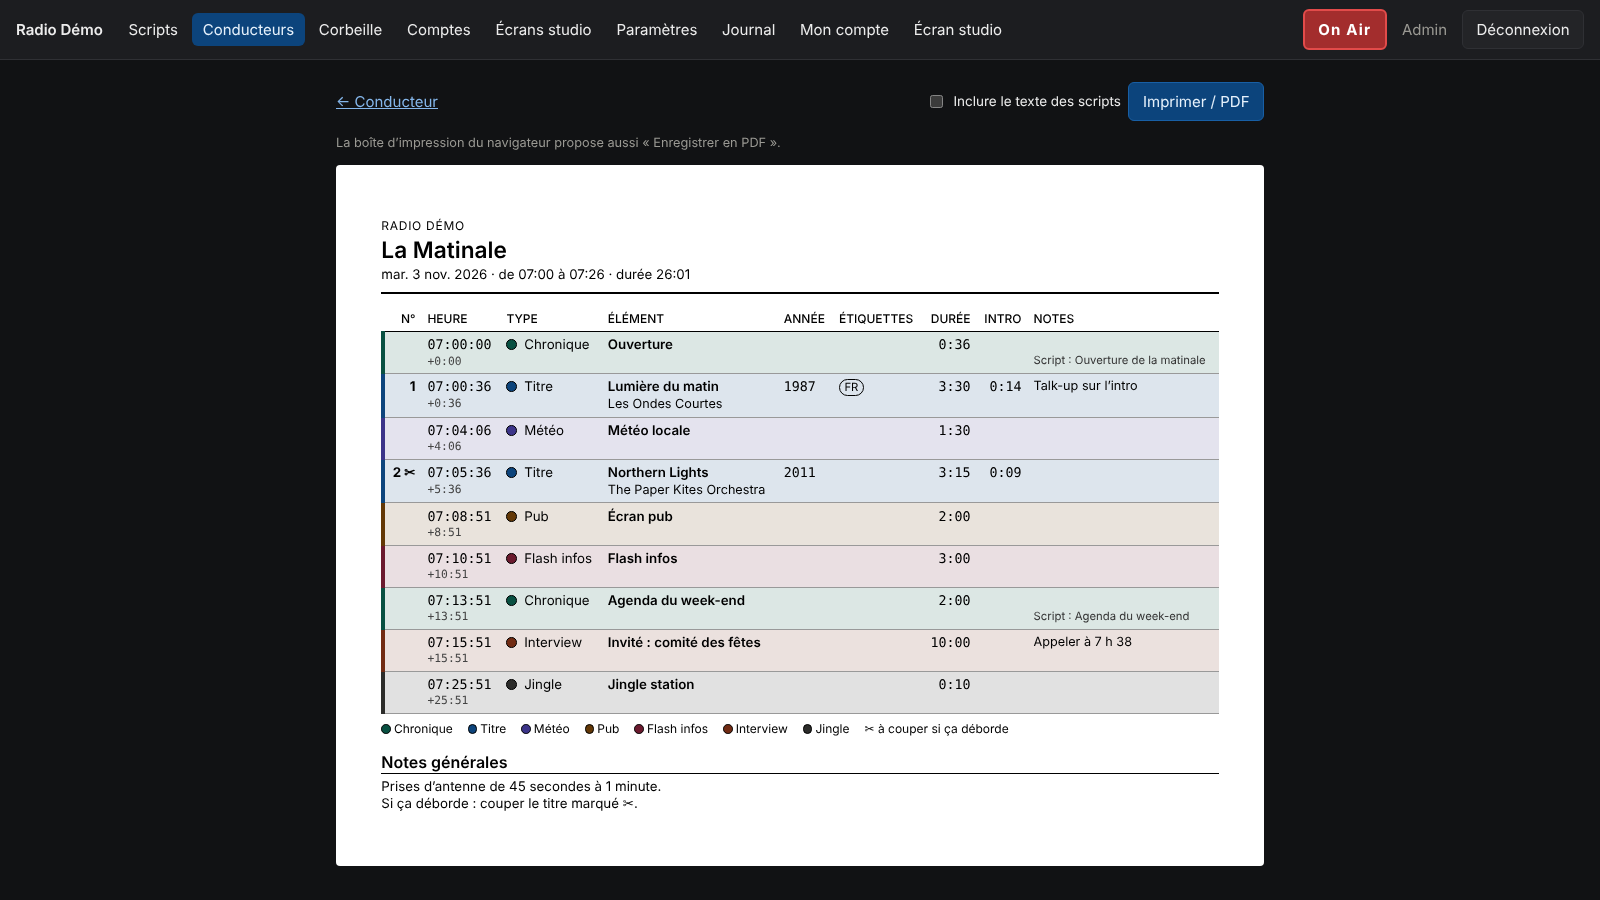 Radio Démo Scripts Conducteurs Corbeille Comptes Écrans studio Paramètres Journal Mon compte Écran studio On Air Admin Déconnexion
← Conducteur Inclure le texte des scripts Imprimer / PDF
La boîte d’impression du navigateur propose aussi « Enregistrer en PDF ».
RADIO DÉMO
La Matinale
mar. 3 nov. 2026 · de 07:00 à 07:26 · durée 26:01
N° HEURE TYPE ÉLÉMENT ANNÉE ÉTIQUETTES DURÉE INTRO NOTES
07:00:00 Chronique Ouverture 0:36
+0:00 Script : Ouverture de la matinale
1 07:00:36 Titre Lumière du matin 1987 FR 3:30 0:14 Talk-up sur l’intro
+0:36 Les Ondes Courtes
07:04:06 Météo Météo locale 1:30
+4:06
2 ✂ 07:05:36 Titre Northern Lights 2011 3:15 0:09
+5:36 The Paper Kites Orchestra
07:08:51 Pub Écran pub 2:00
+8:51
07:10:51 Flash infos Flash infos 3:00
+10:51
07:13:51 Chronique Agenda du week-end 2:00
+13:51 Script : Agenda du week-end
07:15:51 Interview Invité : comité des fêtes 10:00 Appeler à 7 h 38
+15:51
07:25:51 Jingle Jingle station 0:10
+25:51
Chronique Titre Météo Pub Flash infos Interview Jingle ✂ à couper si ça déborde
Notes générales
Prises d’antenne de 45 secondes à 1 minute.
Si ça déborde : couper le titre marqué ✂.